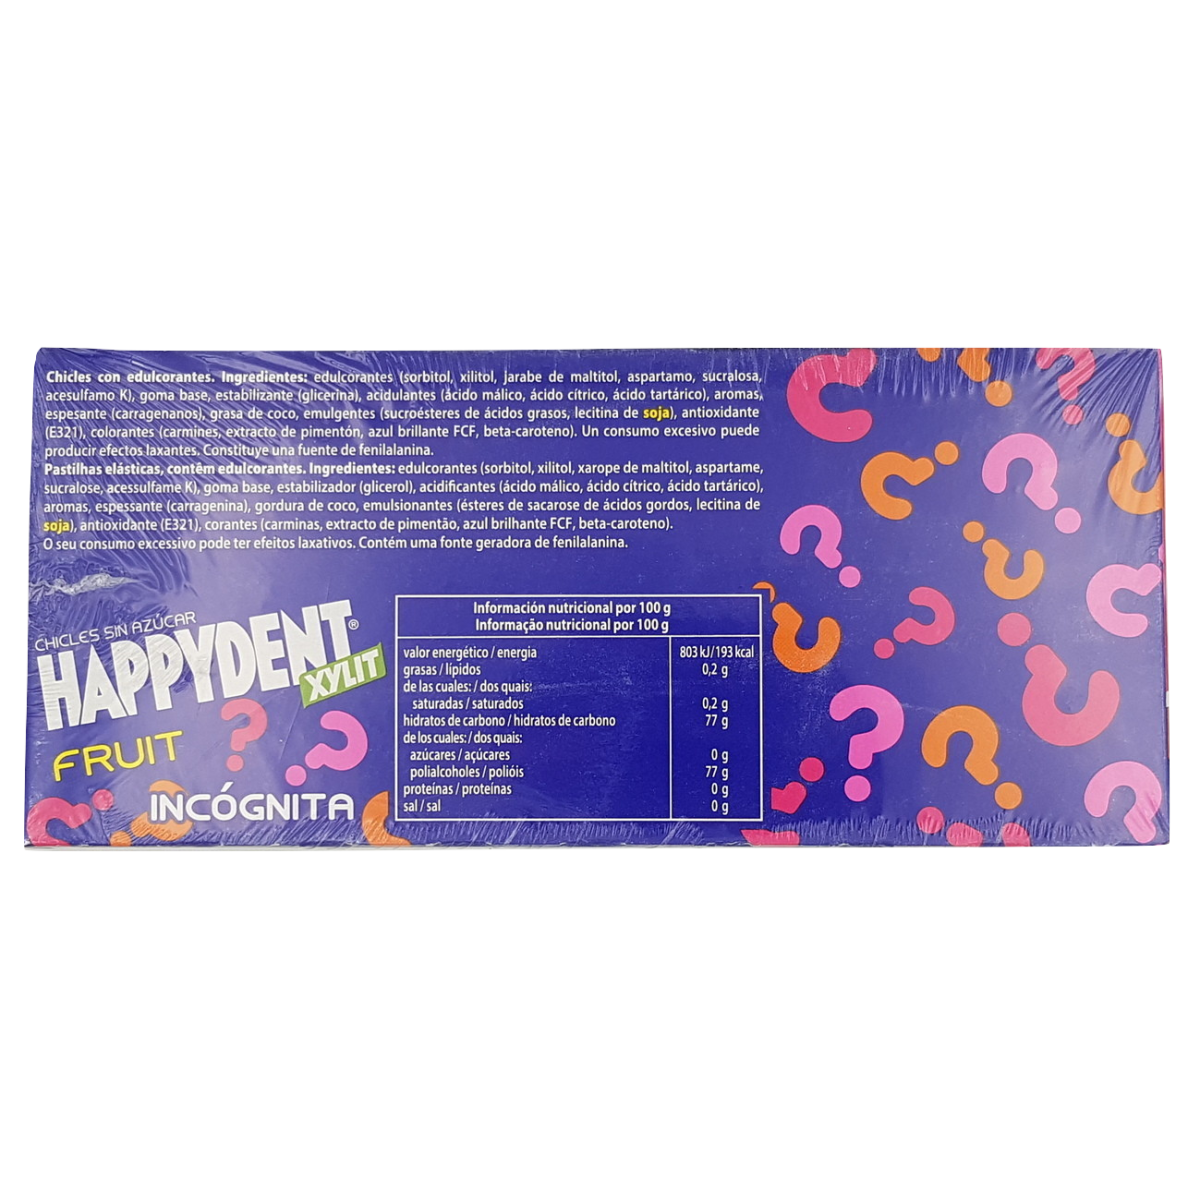 Chicles con edulcorantes. Ingredientes: edulcorantes (sorbitol, xilitol, jarabe de maltitol, aspartamo, sucralosa,
acesulfamo K), goma base, estabilizante (glicerina), acidulantes (ácido málico, ácido cítrico, ácido tartárico), aromas,
espesante (carragenanos), grasa de coco, emulgentes (sucroésteres de ácidos grasos, lecitina de soja), antioxidante
(E321), colorantes (carmines, extracto de pimentón, azul brillante FCF, beta-caroteno). Un consumo excesivo puede
producir efectos laxantes. Constituye una fuente de fenilalanina.
Pastilhas elásticas, contêm edulcorantes. Ingredientes: edulcorantes (sorbitol, xilitol, xarope de maltitol, aspartame,
sucralose, acessulfame K), goma base, estabilizador (glicerol), acidificantes (ácido málico, ácido cítrico, ácido tartárico),
aromas, espessante (carragenina), gordura de coco, emulsionantes (ésteres de sacarose de ácidos gordos, lecitina de
soja), antioxidante (E321), corantes (carminas, extracto de pimentão, azul brilhante FCF, beta-caroteno).
O seu consumo excessivo pode ter efeitos laxativos. Contém uma fonte geradora de fenilalanina.
CHICLES SIN AZÚCAR
HAPPYDENT®
XYLIT
FRUIT
INCÓGNITA
Información nutricional por 100 g
Informação nutricional por 100 g
valor energético / energia 803 kJ/193 kcal
grasas / lípidos 0,2 g
de las cuales: / dos quais:
saturadas / saturados 0,2 g
hidratos de carbono / hidratos de carbono 77 g
de los cuales: / dos quais:
azúcares / açúcares 0 g
polialcoholes / polióis 77 g
proteínas / proteínas 0 g
sal / sal 0 g